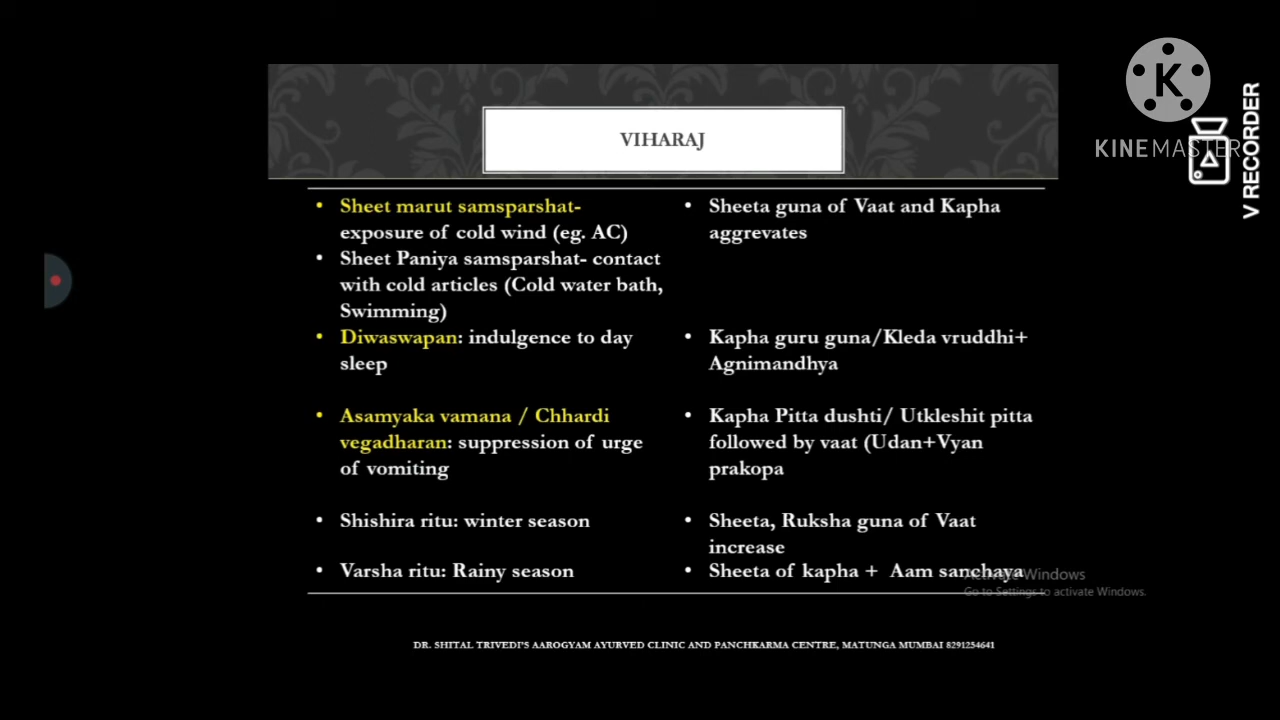 VIHARAJ
• Sheet marut samsparshat-
exposure of cold wind (eg. AC)
• Sheet Paniya samsparshat- contact
with cold articles (Cold water bath,
Swimming)
• Diwaswapan: indulgence to day
sleep
• Asamyaka vamana / Chhardi
vegadharan: suppression of urge
of vomiting
• Shishira ritu: winter season
• Varsha ritu: Rainy season
• Sheeta guna of Vaat and Kapha
aggrevates
• Kapha guru guna/Kleda vruddhi+
Agnimandhya
• Kapha Pitta dushti/ Utkleshit pitta
followed by vaat (Udan+Vyan
prakopa
• Sheeta, Ruksha guna of Vaat
increase
• Sheeta of kapha + Aam sanchaya
Activate Windows
Go to Settings to activate Windows.
DR. SHITAL TRIVEDI'S AAROGYAM AYURVED CLINIC AND PANCHKARMA CENTRE, MATUNGA MUMBAI 8291254641
K
KINEMASTER
V RECORDER